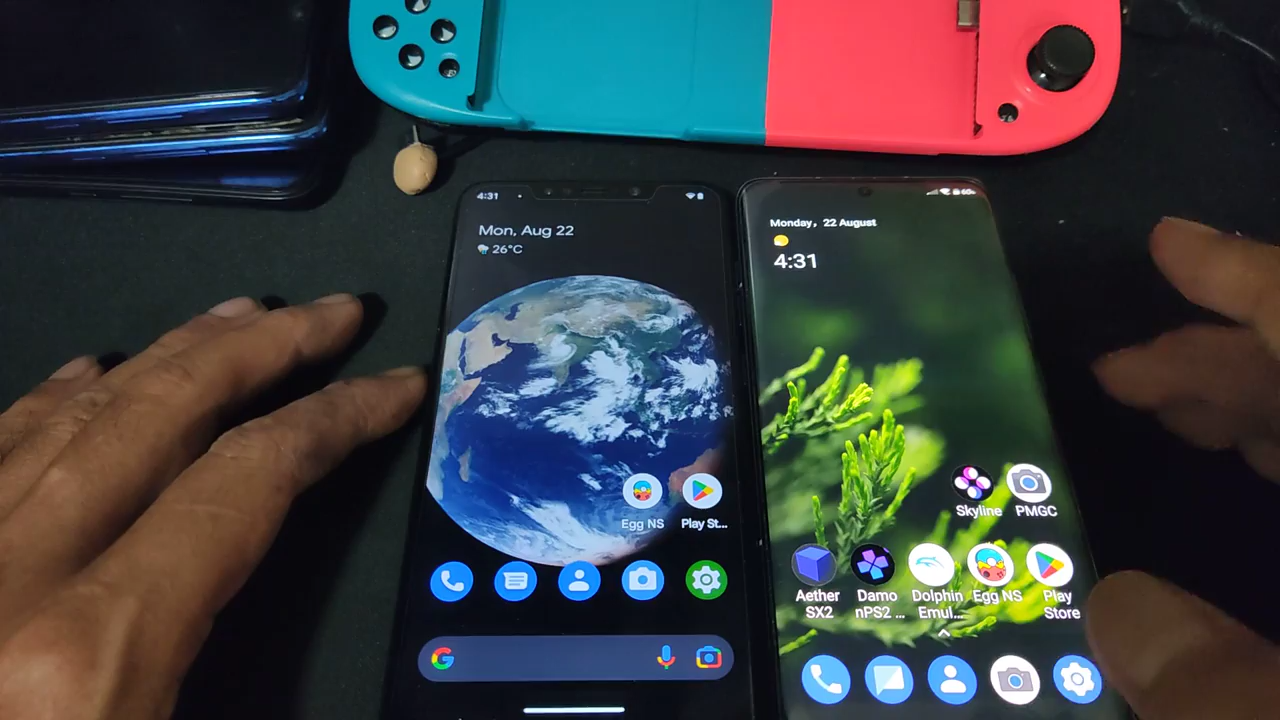 4:31
Mon, Aug 22
26°C
Egg NS
Play St...
Monday, 22 August
4:31
Skyline
PMGC
Aether
SX2
Damo
nPS2 ...
Dolphin
Emul...
Egg NS
Play
Store